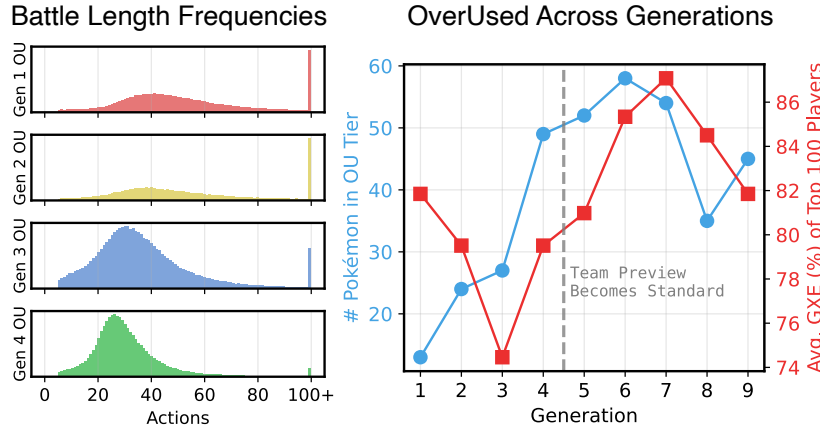 Battle Length Frequencies
OverUsed Across Generations
Gen 1 OU
Gen 2 OU
Gen 3 OU
Gen 4 OU
0 20 40 60 80 100+
Actions
# Pokémon in OU Tier
60
50
40
30
20
Team Preview
Becomes Standard
86
84
82
80
78
76
74
Avg. GXE (%) of Top 100 Players
1 2 3 4 5 6 7 8 9
Generation